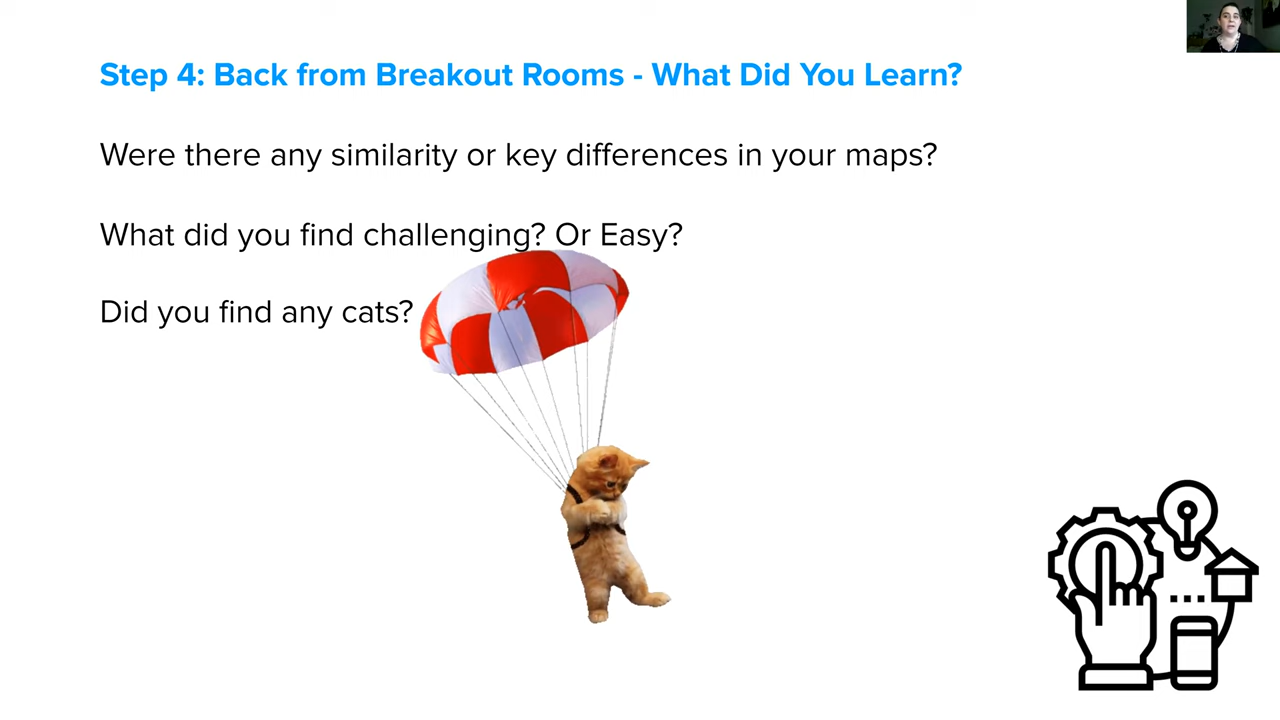 Step 4: Back from Breakout Rooms - What Did You Learn?
Were there any similarity or key differences in your maps?
What did you find challenging? Or Easy?
Did you find any cats?